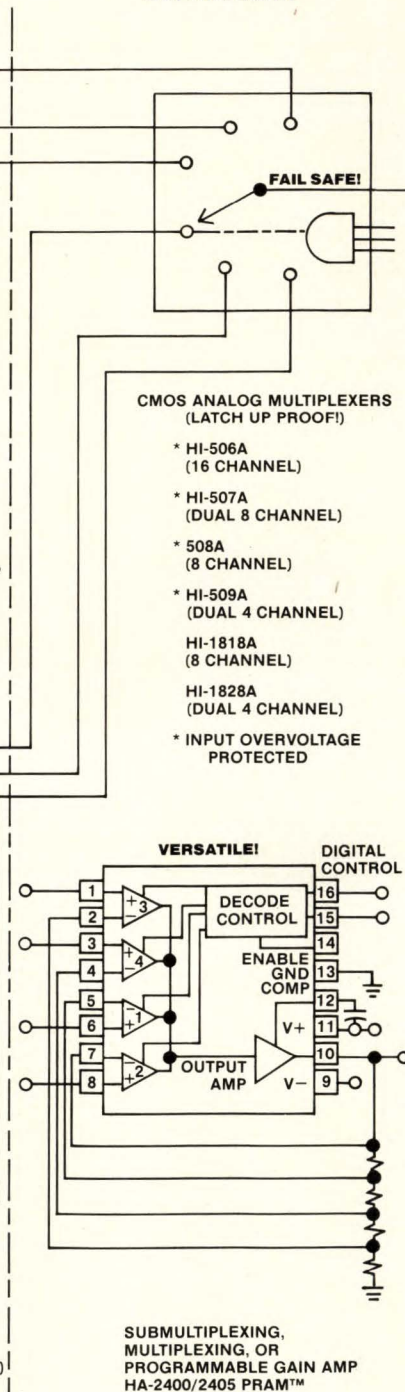 FAIL SAFE!
CMOS ANALOG MULTIPLEXERS
(LATCH UP PROOF!)
* HI-506A
(16 CHANNEL)
* HI-507A
(DUAL 8 CHANNEL)
* 508A
(8 CHANNEL)
* HI-509A
(DUAL 4 CHANNEL)
HI-1818A
(8 CHANNEL)
HI-1828A
(DUAL 4 CHANNEL)
* INPUT OVERVOLTAGE
PROTECTED
VERSATILE!
DIGITAL
CONTROL
1
2
3
4
5
6
7
8
+
3
-
+
4
-
-
1
+
-
2
+
DECODE
CONTROL
ENABLE
GND
COMP
V+
OUTPUT
AMP
V-
16
15
14
13
12
11
10
9
SUBMULTIPLEXING,
MULTIPLEXING, OR
PROGRAMMABLE GAIN AMP
HA-2400/2405 PRAM™